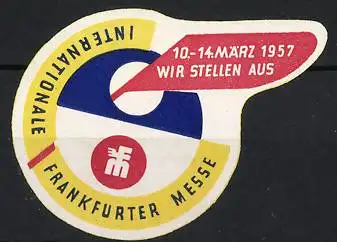 INTERNATIONALE
FRANKFURTER MESSE
10.-14. MÄRZ 1957
WIR STELLEN AUS